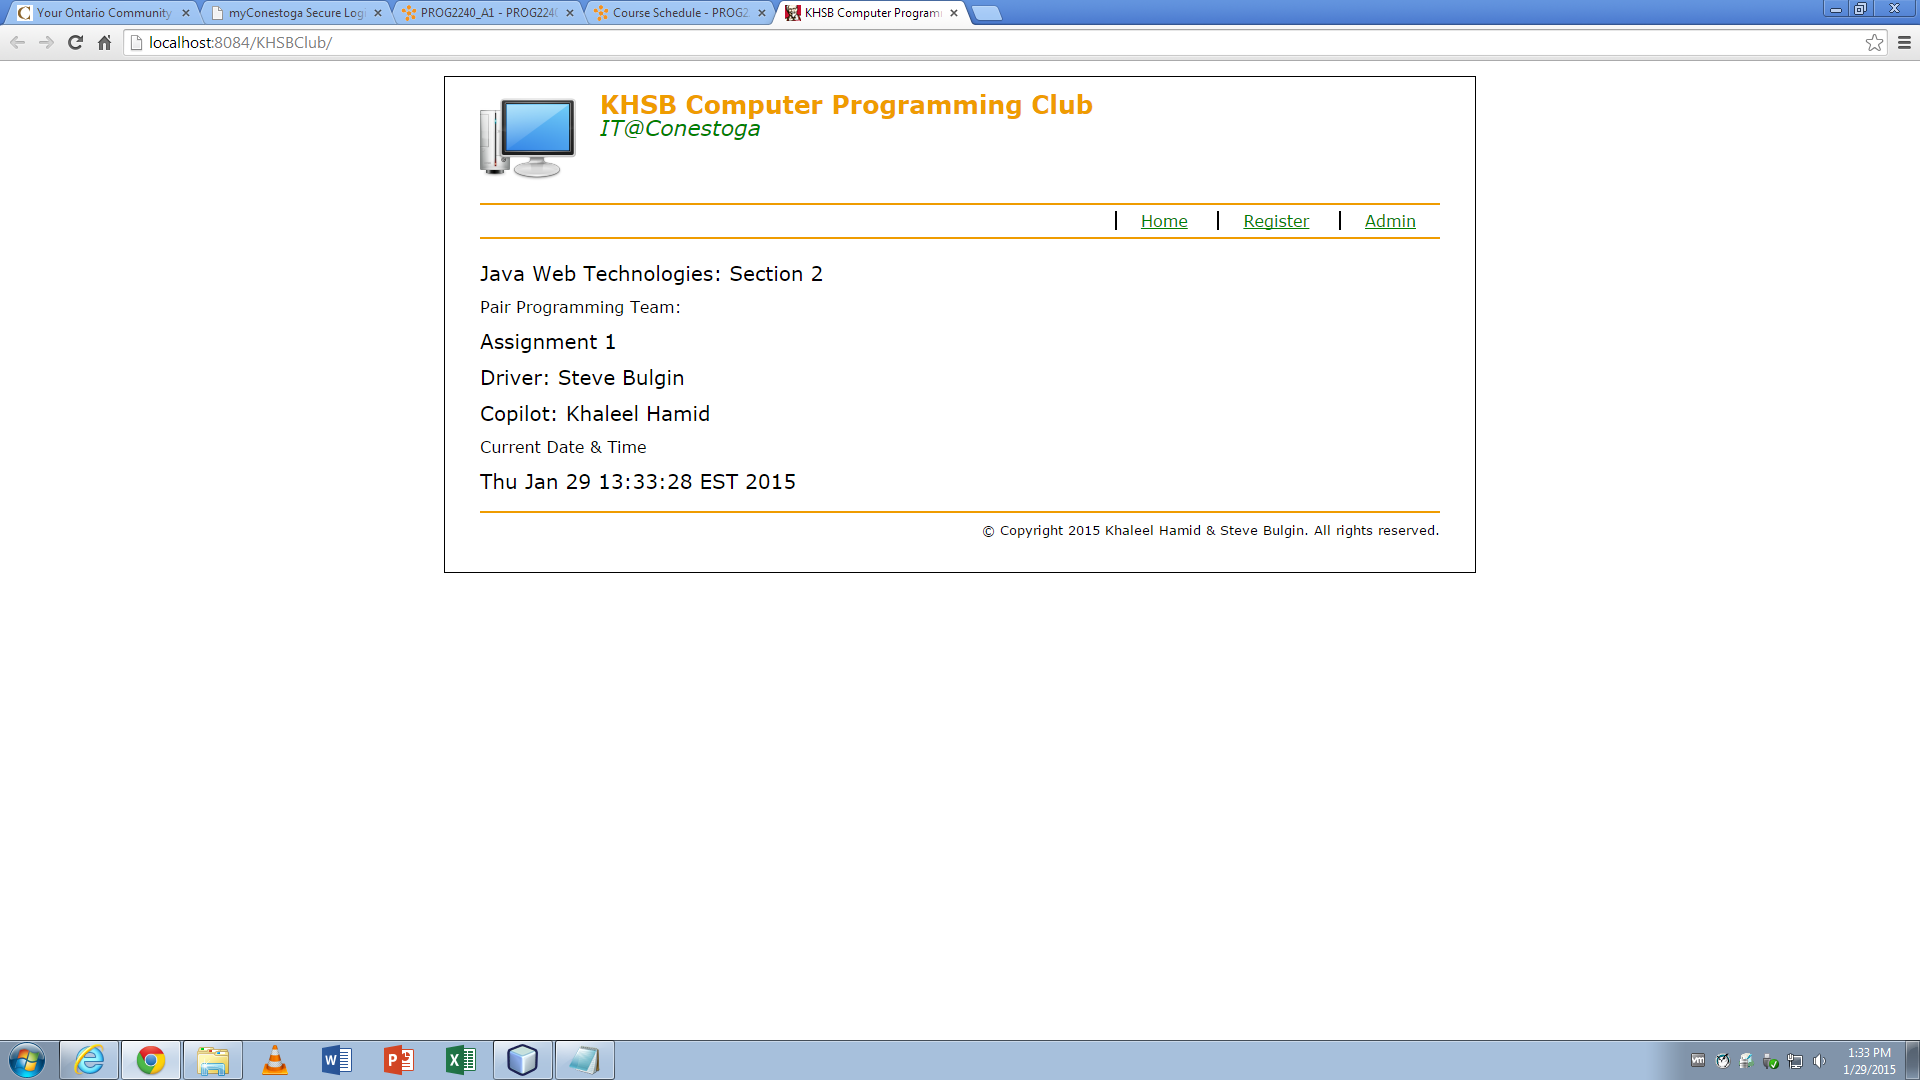 Your Ontario Community
myConestoga Secure Logi
PROG2240_A1 - PROG2240
Course Schedule - PROG2
KHSB Computer Program
localhost:8084/KHSBClub/
KHSB Computer Programming Club
IT@Conestoga
Home
Register
Admin
Java Web Technologies: Section 2
Pair Programming Team:
Assignment 1
Driver: Steve Bulgin
Copilot: Khaleel Hamid
Current Date & Time
Thu Jan 29 13:33:28 EST 2015
© Copyright 2015 Khaleel Hamid & Steve Bulgin. All rights reserved.
1:33 PM
1/29/2015